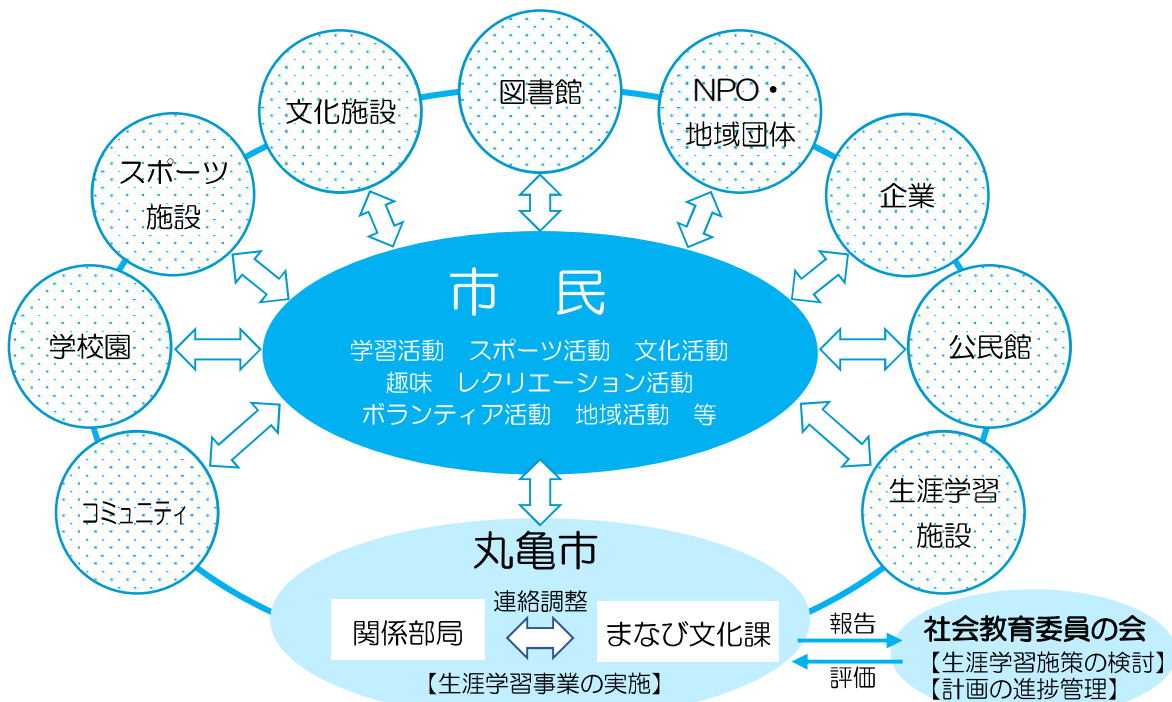 図書館
文化施設
NPO・
地域団体
スポーツ
施設
企業
学校園
公民館
コミュニティ
生涯学習
施設
市　民
学習活動　スポーツ活動　文化活動
趣味　レクリエーション活動
ボランティア活動　地域活動　等
丸亀市
連絡調整
関係部局
まなび文化課
【生涯学習事業の実施】
報告
評価
社会教育委員の会
【生涯学習施策の検討】
【計画の進捗管理】